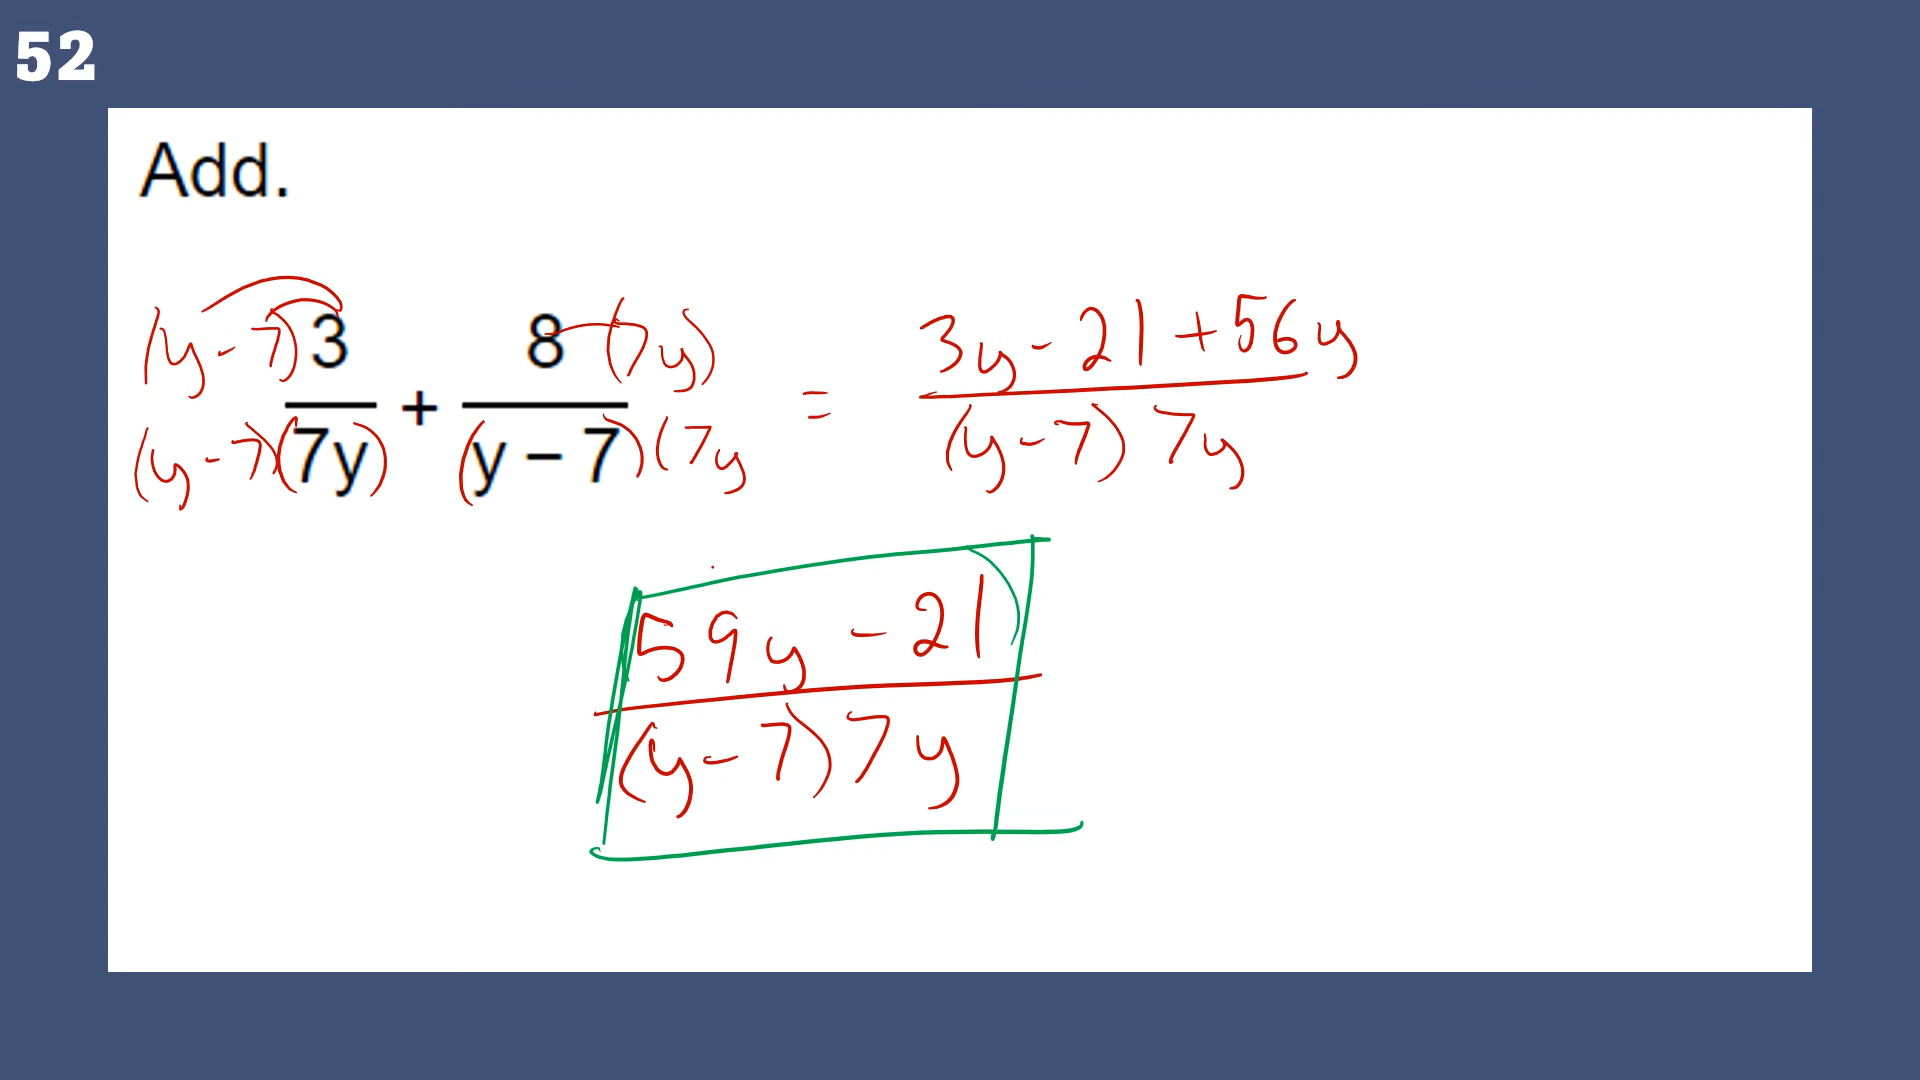 52
Add.
(y-7) 3 8 (7y) 3y-21+56y
+ =
(y-7)(7y) (y – 7) (7y (y-7) 7y
59y-21
(y-7) 7y